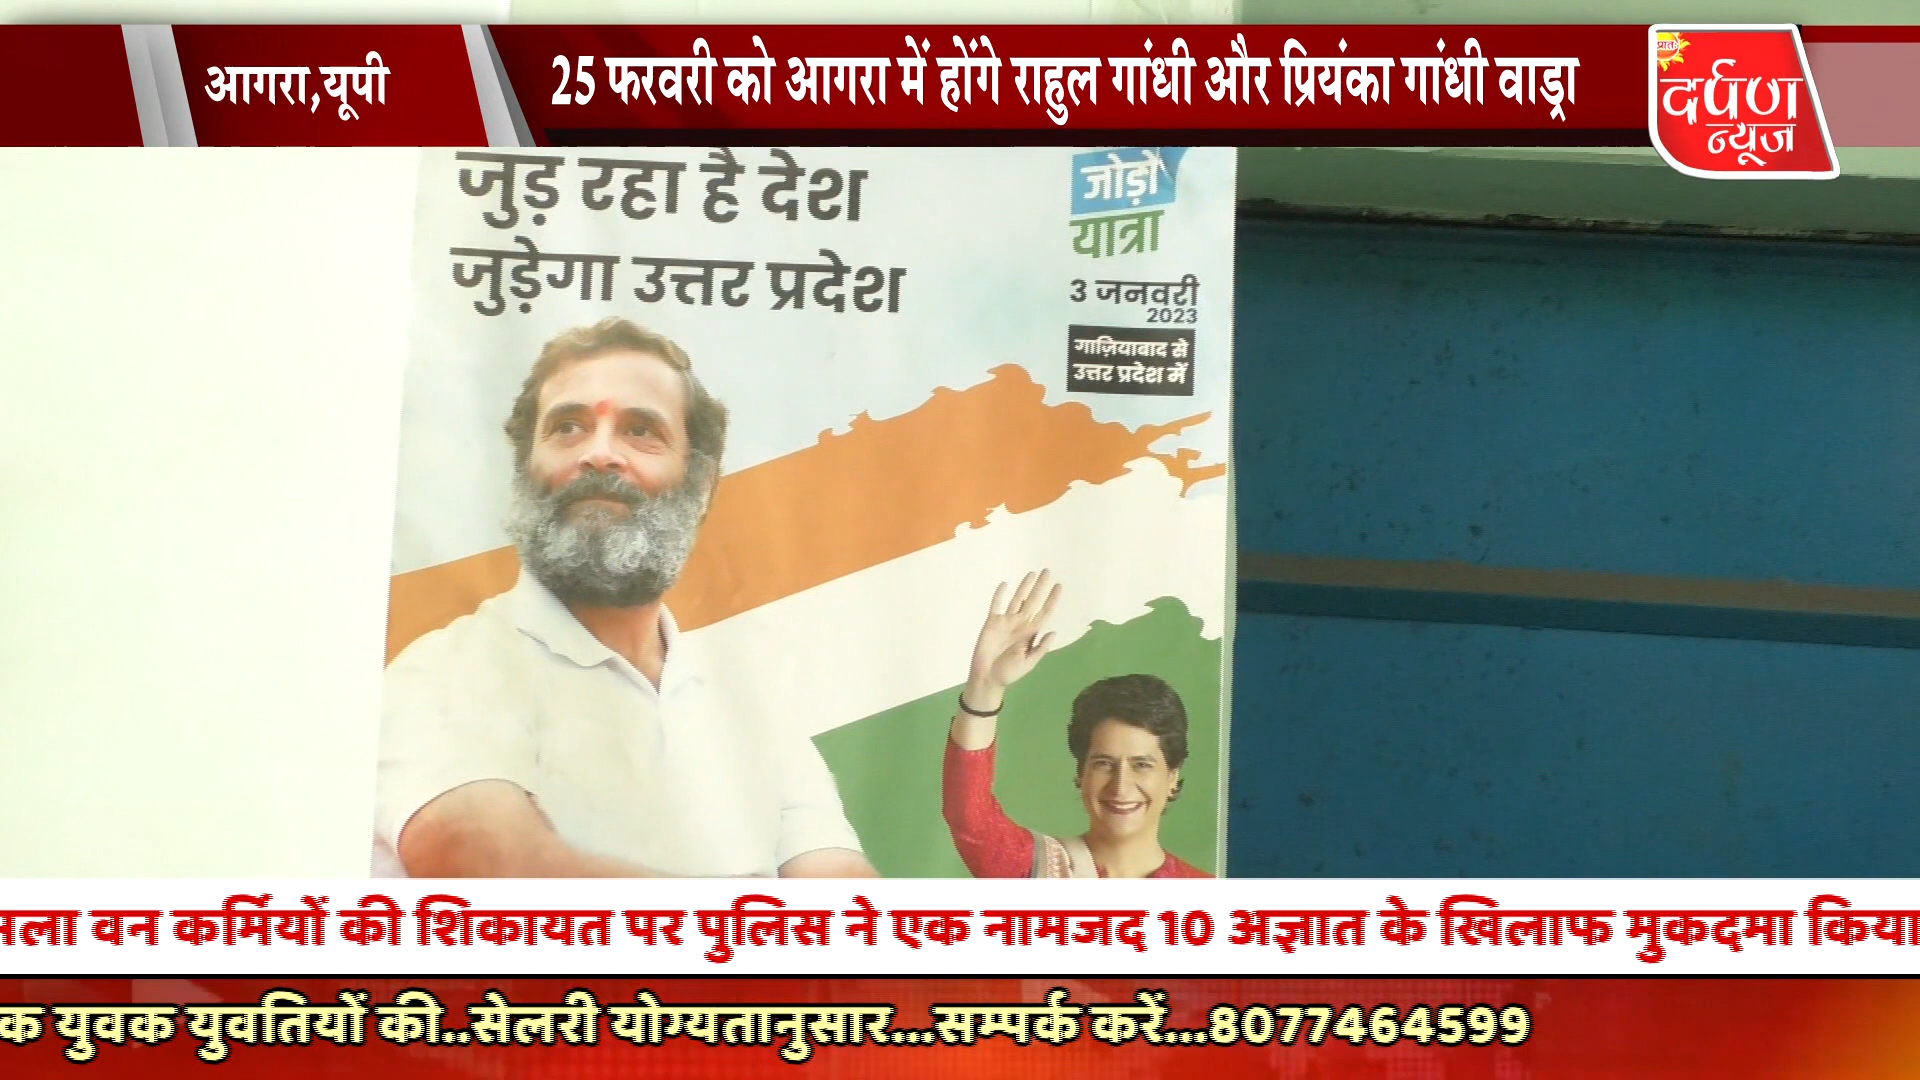 आगरा,यूपी
25 फरवरी को आगरा में होंगे राहुल गांधी और प्रियंका गांधी वाड्रा
प्रातः
दर्पण
न्यूज
जुड़ रहा है देश
जुड़ेगा उत्तर प्रदेश
जोड़ो
यात्रा
3 जनवरी
2023
गाज़ियाबाद से
उत्तर प्रदेश में
वन कर्मियों की शिकायत पर पुलिस ने एक नामजद 10 अज्ञात के खिलाफ मुकदमा किया
क युवक युवतियों की..सेलरी योग्यतानुसार...सम्पर्क करें...8077464599